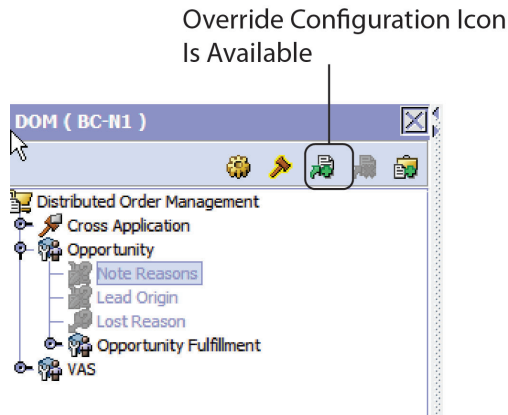 Override Configuration Icon
Is Available
DOM ( BC-N1 )
Distributed Order Management
Cross Application
Opportunity
Note Reasons
Lead Origin
Lost Reason
Opportunity Fulfillment
VAS